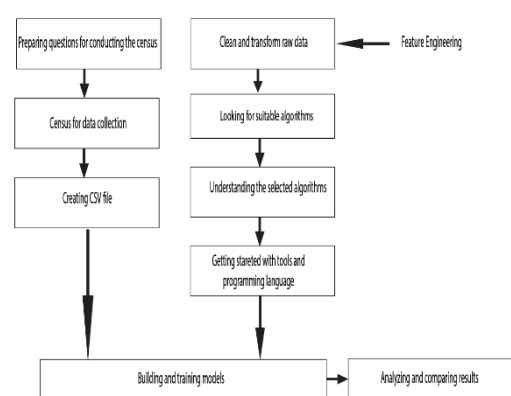 Preparing questions for conducting the census
Census for data collection
Creating CSV file
Clean and transform raw data
Feature Engineering
Looking for suitable algorithms
Understanding the selected algorithms
Getting stareted with tools and
programming language
Building and training models
Analyzing and comparing results